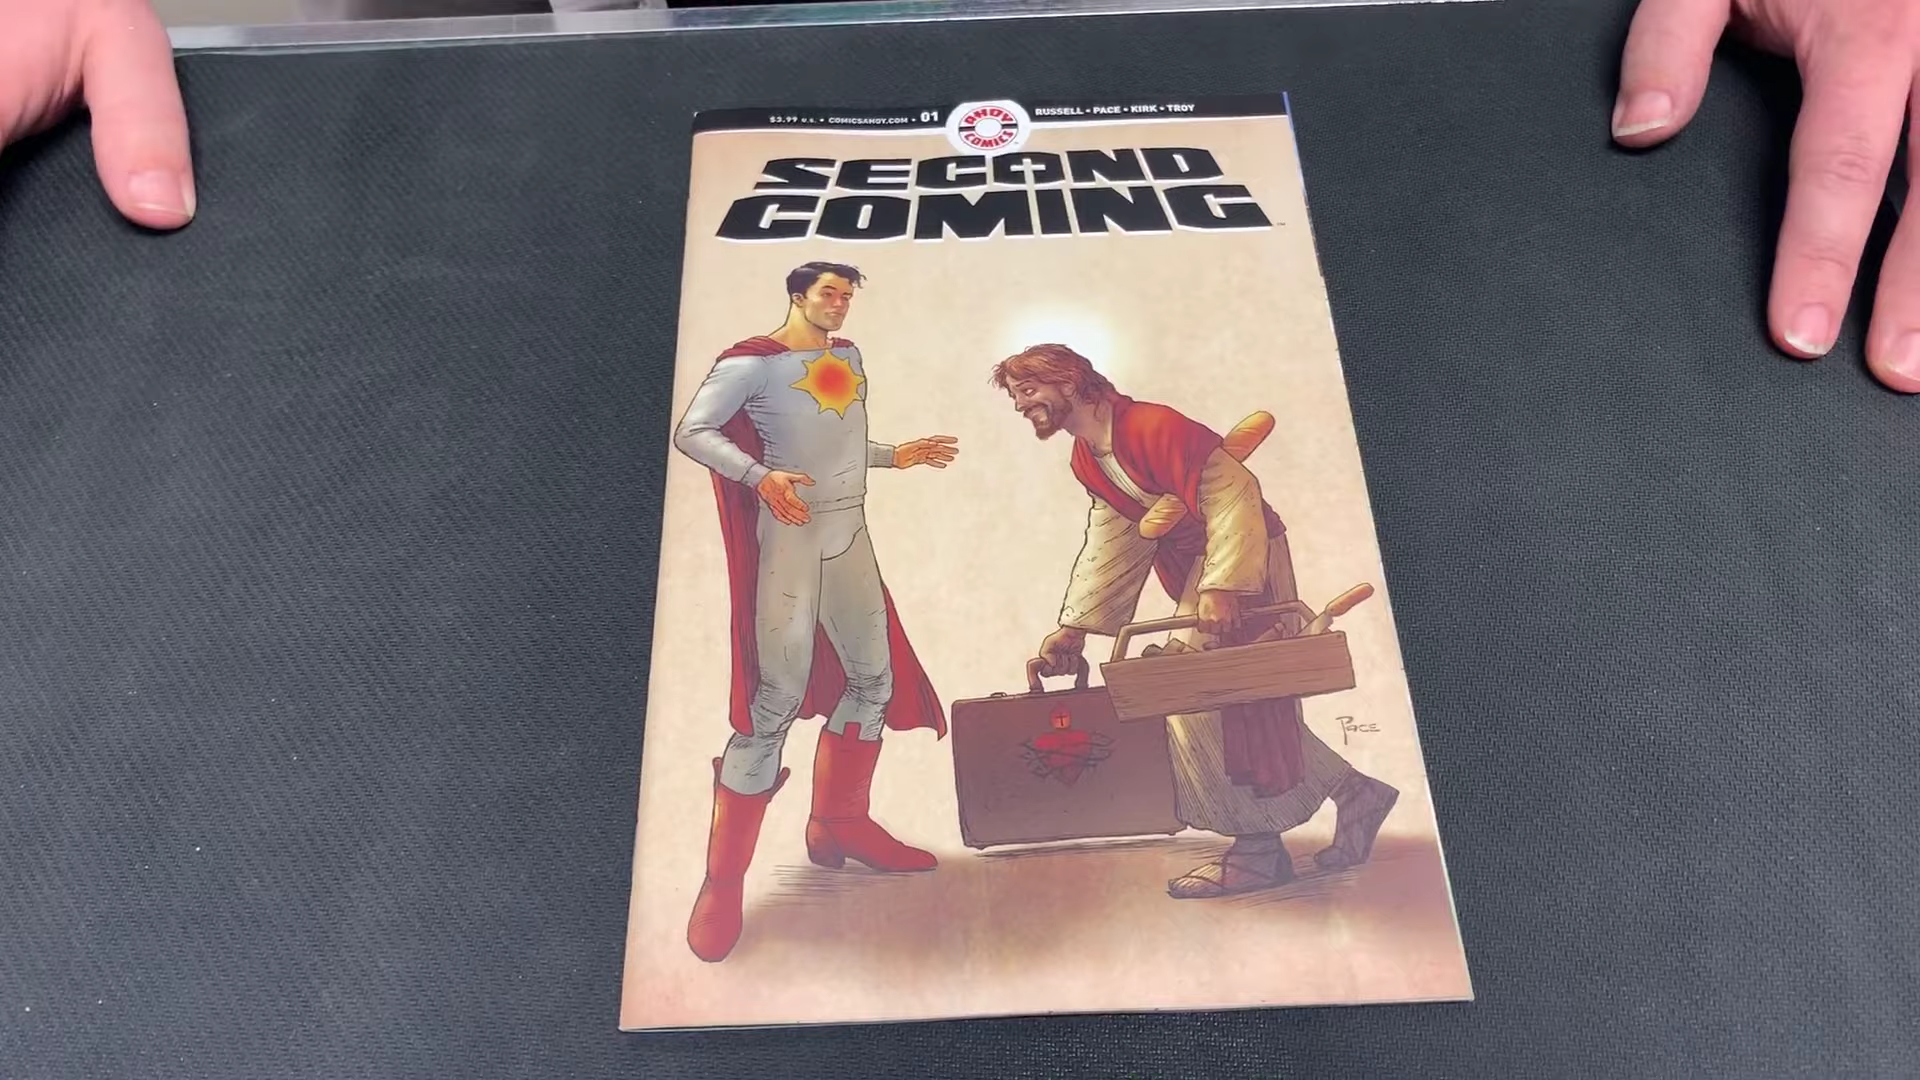 $3.99 U.S. • COMICSAHOY.COM • 01
AHOY
COMICS
RUSSELL • PACE • KIRK • TROY
SECOND
COMING
PACE